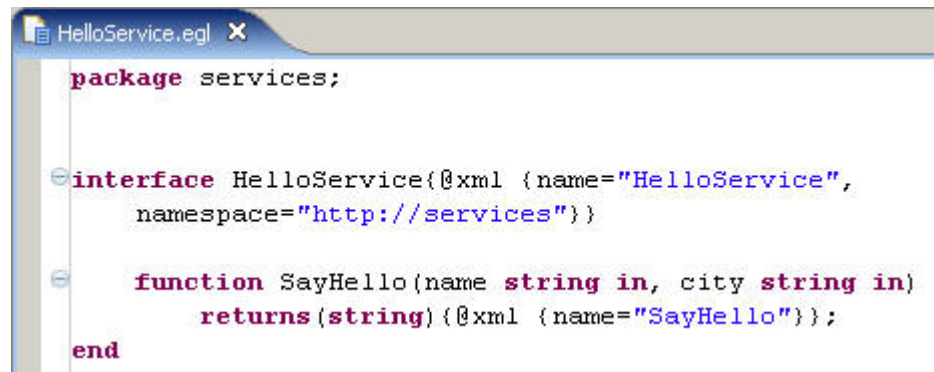 HelloService.egl
package services;
interface HelloService{@xml {name="HelloService",
namespace="http://services"}}
function SayHello(name string in, city string in)
returns(string){@xml {name="SayHello"}};
end